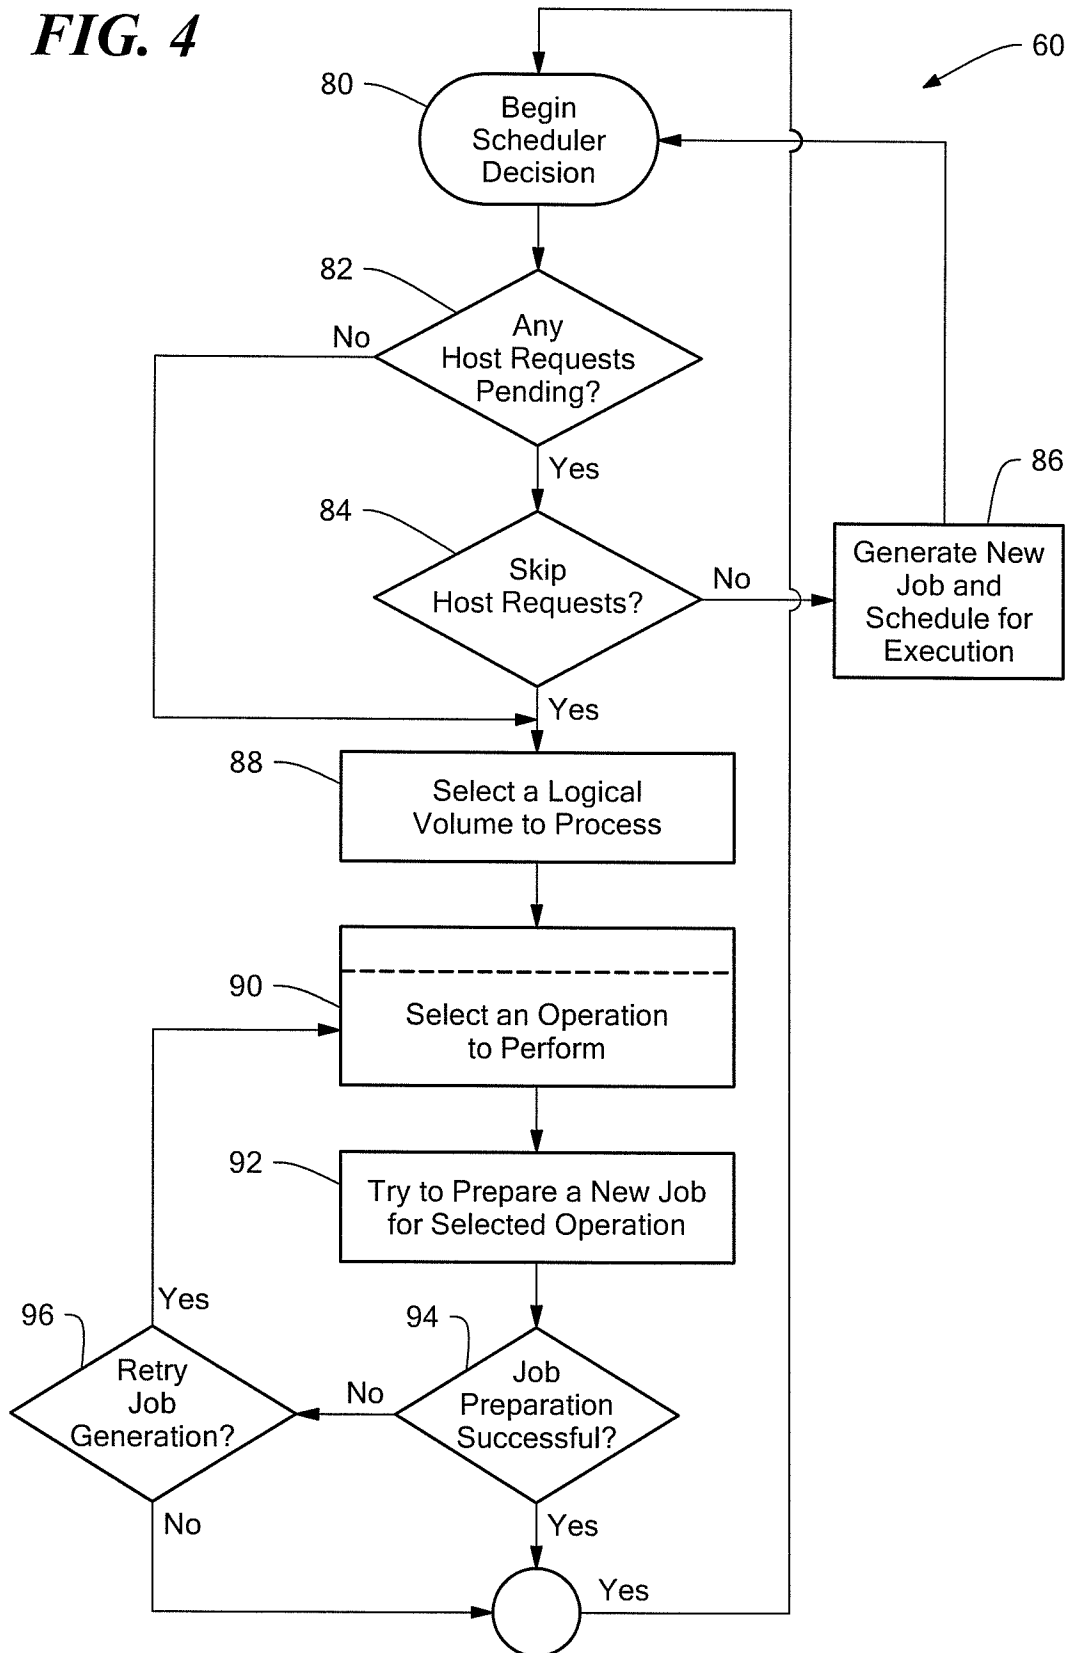 FIG. 4
60
80
Begin
Scheduler
Decision
82
Any
Host Requests
Pending?
No
Yes
84
Skip
Host Requests?
No
Yes
86
Generate New
Job and
Schedule for
Execution
88
Select a Logical
Volume to Process
90
Select an Operation
to Perform
92
Try to Prepare a New Job
for Selected Operation
94
Job
Preparation
Successful?
No
Yes
96
Retry
Job
Generation?
Yes
No
Yes